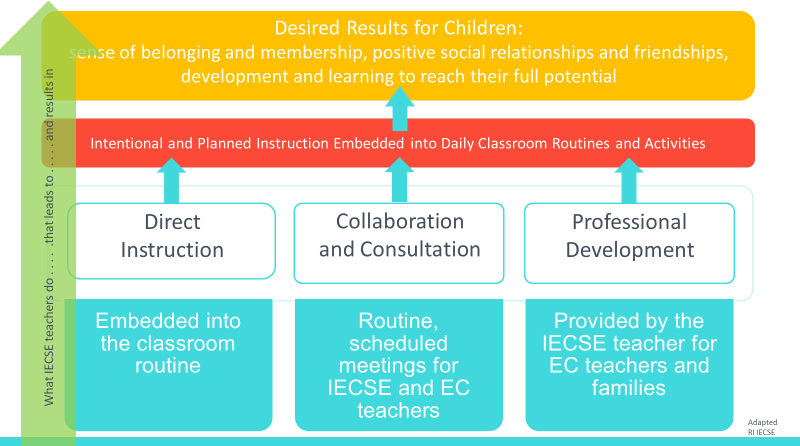 Desired Results for Children:
sense of belonging and membership, positive social relationships and friendships,
development and learning to reach their full potential
Intentional and Planned Instruction Embedded into Daily Classroom Routines and Activities
Direct
Instruction
Collaboration
and Consultation
Professional
Development
Embedded into
the classroom
routine
Routine,
scheduled
meetings for
IECSE and EC
teachers
Provided by the
IECSE teacher for
EC teachers and
families
What IECSE teachers do . . . . . .that leads to . . . . . and results in
Adapted
RI IECSE